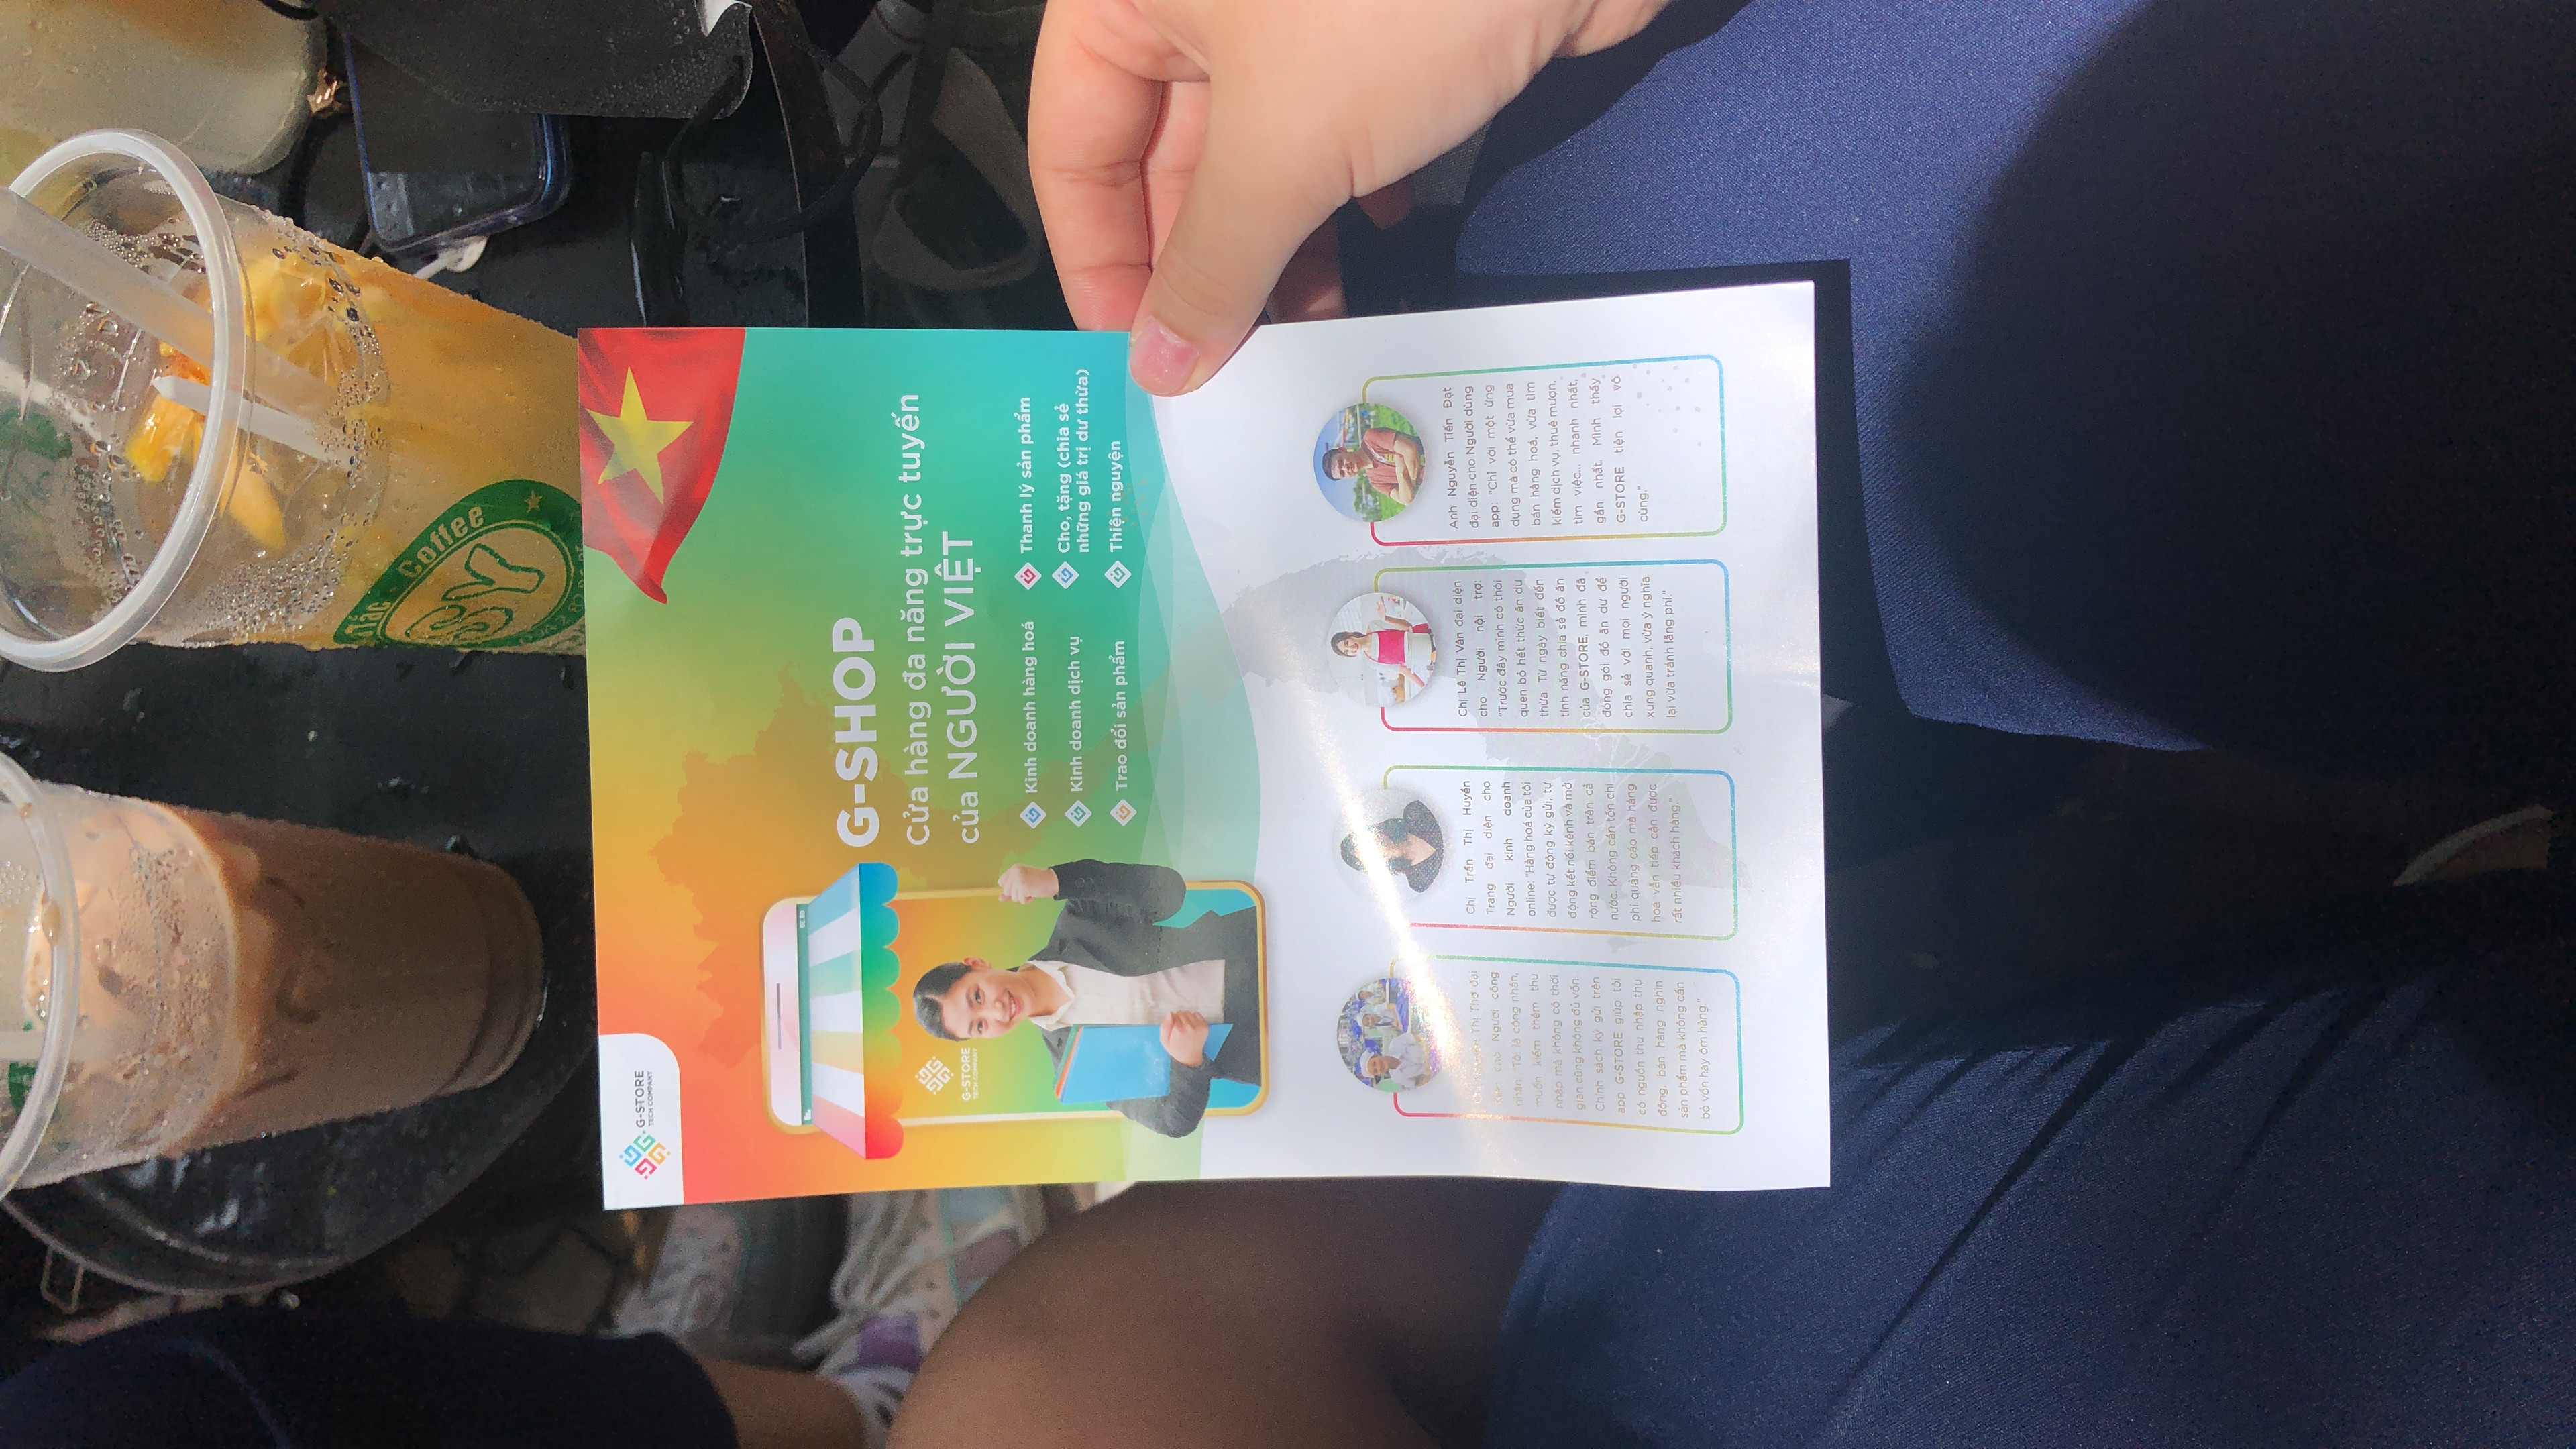 Tắc - Coffee
SY
G-STORE
TECH COMPANY
G-STORE
TECH COMPANY
G-SHOP
Cửa hàng đa năng trực tuyến
của NGƯỜI VIỆT
Kinh doanh hàng hoá
Kinh doanh dịch vụ
Trao đổi sản phẩm
Thanh lý sản phẩm
Cho, tặng (chia sẻ
những giá trị dư thừa)
Thiện nguyện
Thị Thơ đại
diện cho Người công
nhân: "Tôi là công nhân,
muốn kiếm thêm thu
nhập mà không có thời
gian cũng không đủ vốn.
Chính sách ký gửi trên
app G-STORE giúp tôi
có nguồn thu nhập thụ
động, bán hàng nghìn
sản phẩm mà không cần
bỏ vốn hay ôm hàng."
Chị Trần Thị Huyền
Trang đại diện cho
Người kinh doanh
online: "Hàng hoá của tôi
được tự động ký gửi, tự
động kết nối kênh và mở
rộng điểm bán trên cả
nước. Không cần tốn chi
phí quảng cáo mà hàng
hoá vẫn tiếp cận được
rất nhiều khách hàng."
Chị Lê Thị Vân đại diện
cho Người nội trợ:
"Trước đây mình có thói
quen bỏ hết thức ăn dư
thừa. Từ ngày biết đến
tính năng chia sẻ đồ ăn
của G-STORE, mình đã
đóng gói đồ ăn dư để
chia sẻ với mọi người
xung quanh, vừa ý nghĩa
lại vừa tránh lãng phí."
Anh Nguyễn Tiến Đạt
đại diện cho Người dùng
app: "Chỉ với một ứng
dụng mà có thể vừa mua
bán hàng hoá, vừa tìm
kiếm dịch vụ, thuê mượn,
tìm việc... nhanh nhất,
gần nhất. Mình thấy
G-STORE tiện lợi vô
cùng."